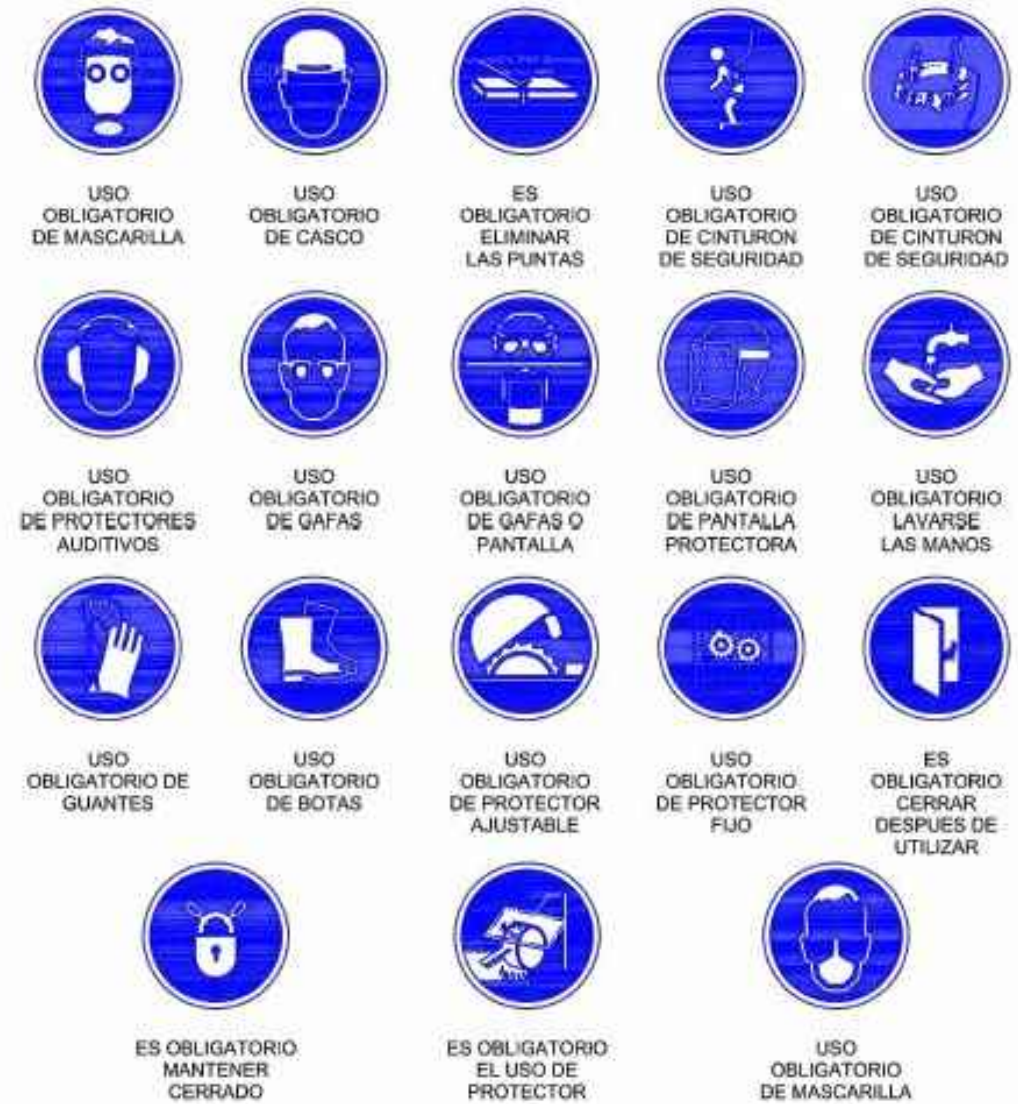 USO
OBLIGATORIO
DE MASCARILLA
USO
OBLIGATORIO
DE CASCO
ES
OBLIGATORIO
ELIMINAR
LAS PUNTAS
USO
OBLIGATORIO
DE CINTURON
DE SEGURIDAD
USO
OBLIGATORIO
DE CINTURON
DE SEGURIDAD
USO
OBLIGATORIO
DE PROTECTORES
AUDITIVOS
USO
OBLIGATORIO
DE GAFAS
USO
OBLIGATORIO
DE GAFAS O
PANTALLA
USO
OBLIGATORIO
DE PANTALLA
PROTECTORA
USO
OBLIGATORIO
LAVARSE
LAS MANOS
USO
OBLIGATORIO DE
GUANTES
USO
OBLIGATORIO
DE BOTAS
USO
OBLIGATORIO
DE PROTECTOR
AJUSTABLE
USO
OBLIGATORIO
DE PROTECTOR
FIJO
ES
OBLIGATORIO
CERRAR
DESPUES DE
UTILIZAR
ES OBLIGATORIO
MANTENER
CERRADO
ES OBLIGATORIO
EL USO DE
PROTECTOR
USO
OBLIGATORIO
DE MASCARILLA